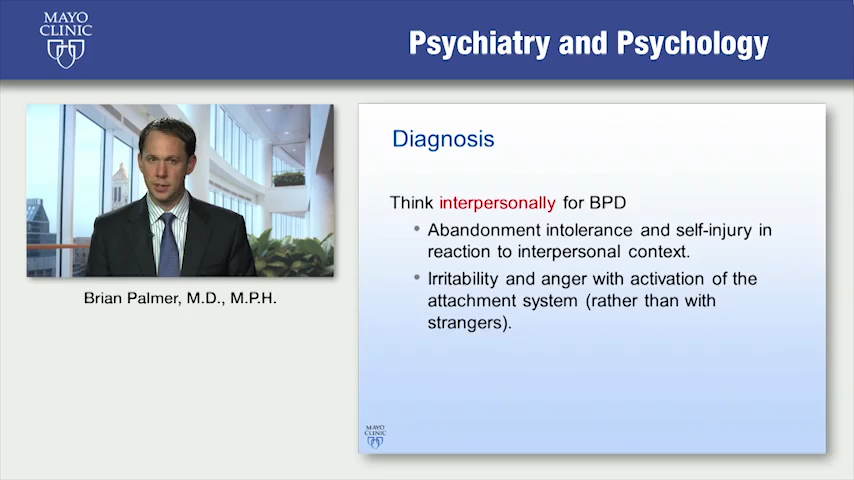 MAYO
CLINIC
Psychiatry and Psychology
Brian Palmer, M.D., M.P.H.
Diagnosis
Think interpersonally for BPD
• Abandonment intolerance and self-injury in
reaction to interpersonal context.
• Irritability and anger with activation of the
attachment system (rather than with
strangers).
MAYO
CLINIC